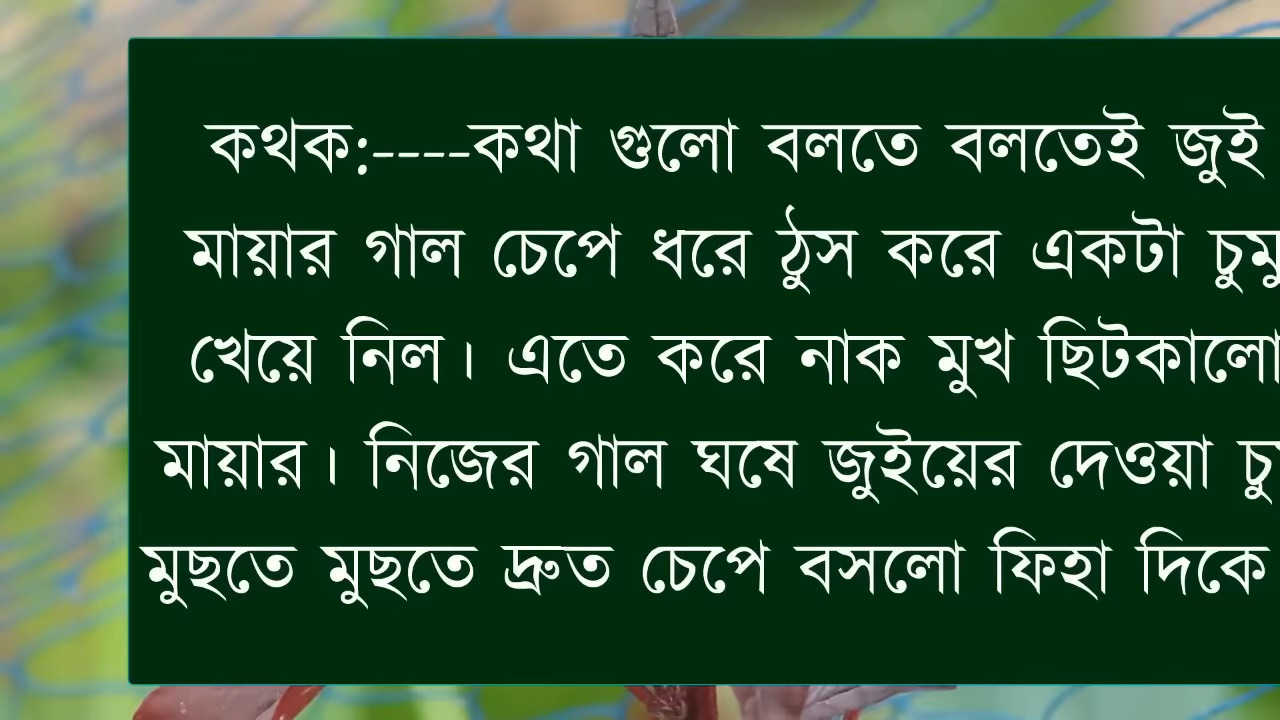 কথক:----কথা গুলো বলতে বলতেই জুই
মায়ার গাল চেপে ধরে ঠুস করে একটা
খেয়ে নিল। এতে করে নাক মুখ ছিটকালো
মায়ার। নিজের গাল ঘষে জুইয়ের দেওয়া
মুছতে মুছতে দ্রুত চেপে বসলো ফিহা দিকে